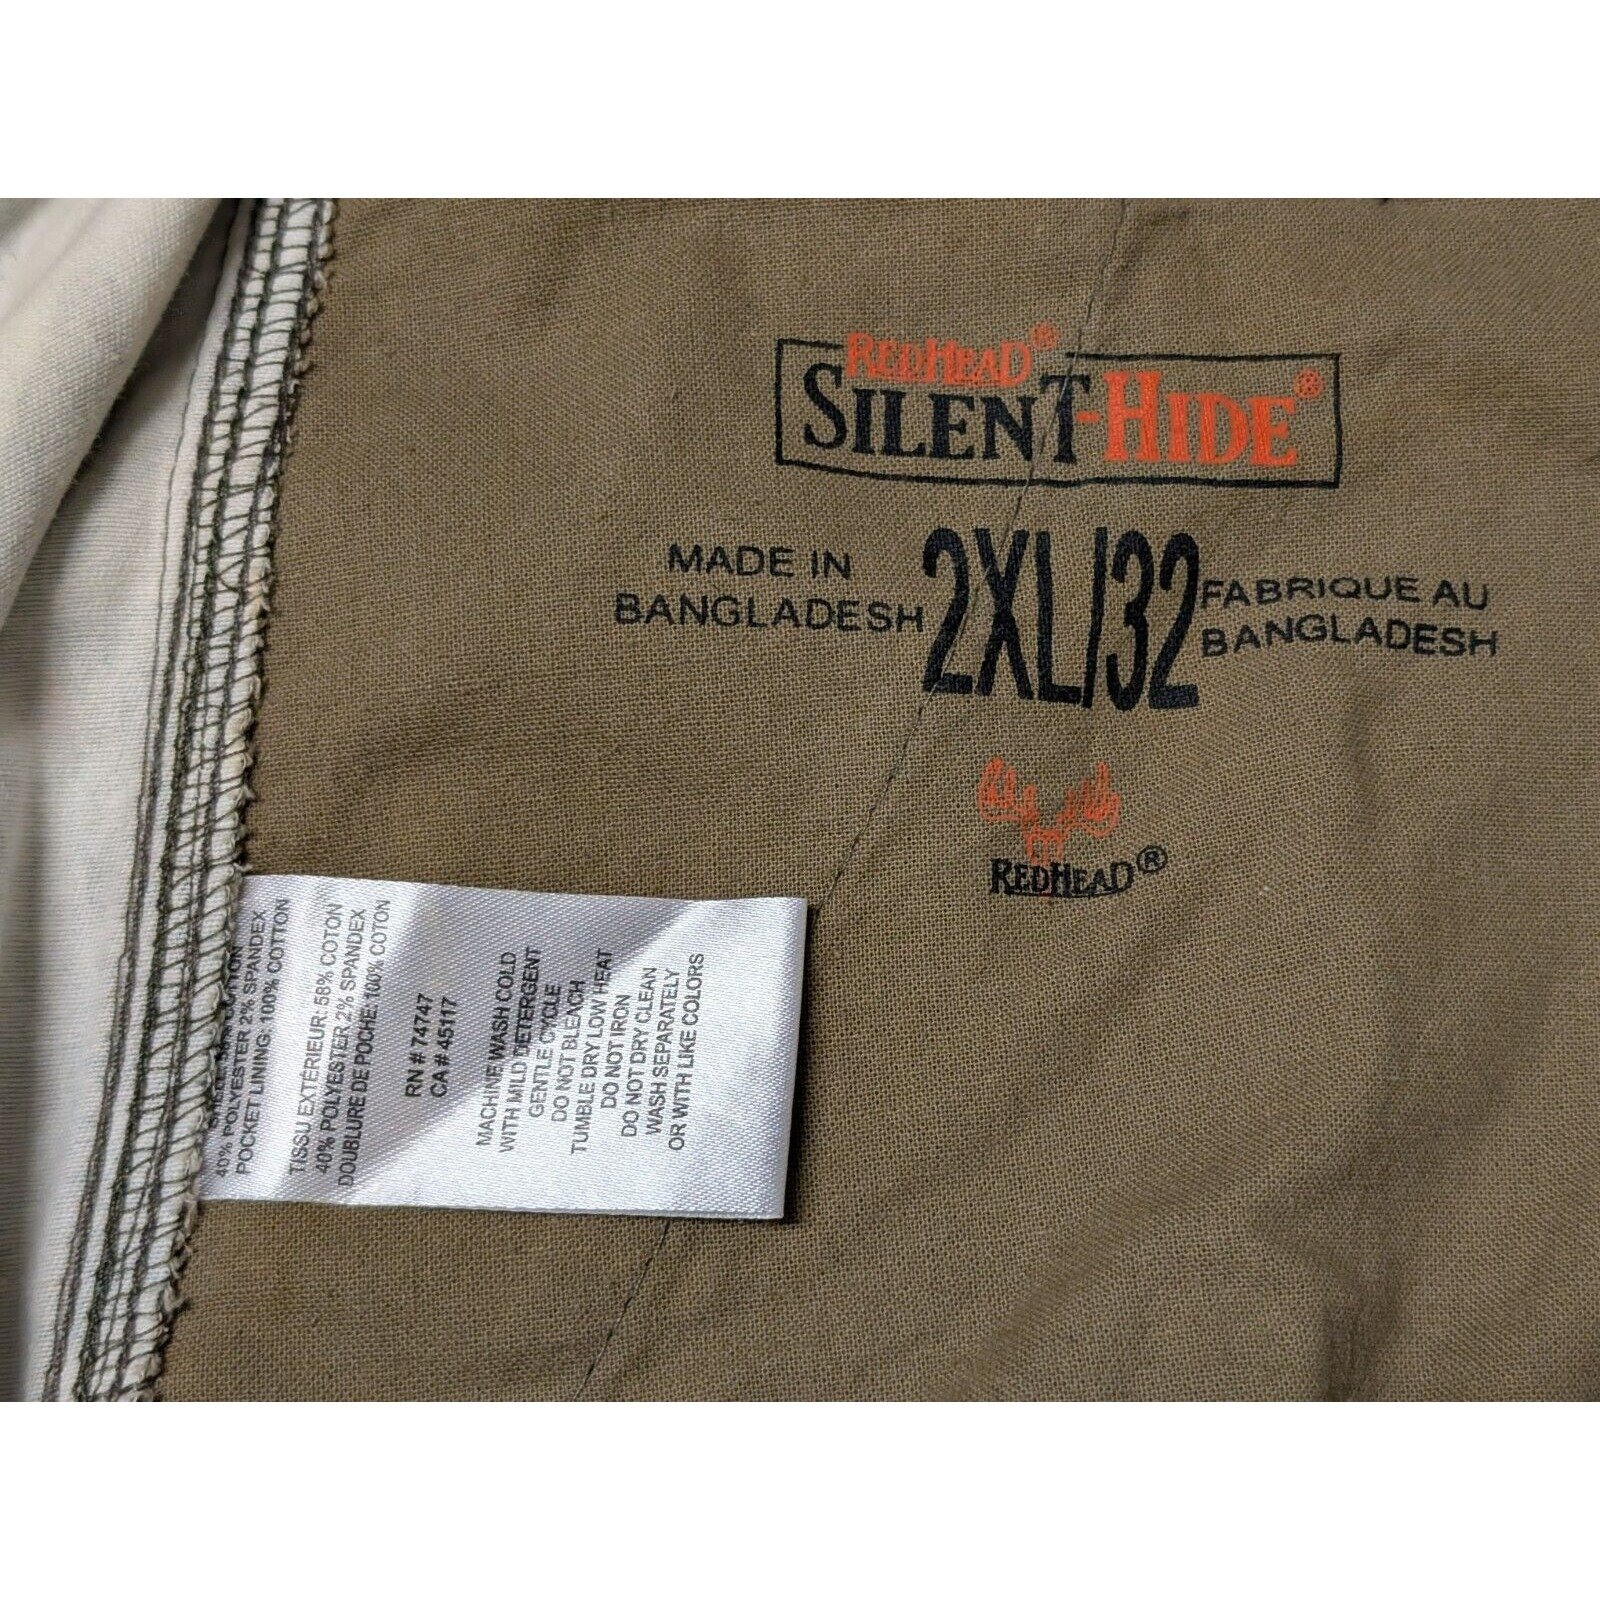 REDHEAD®
SILENT-HIDE®
MADE IN
BANGLADESH
2XL/32
FABRIQUE AU
BANGLADESH
REDHEAD®
40% POLYESTER 2% SPANDEX
POCKET LINING: 100% COTTON
TISSU EXTÉRIEUR: 58% COTON
40% POLYESTER 2% SPANDEX
DOUBLURE DE POCHE: 100% COTON
RN # 74747
CA # 45117
MACHINE WASH COLD
WITH MILD DETERGENT
GENTLE CYCLE
DO NOT BLEACH
TUMBLE DRY LOW HEAT
DO NOT IRON
DO NOT DRY CLEAN
WASH SEPARATELY
OR WITH LIKE COLORS